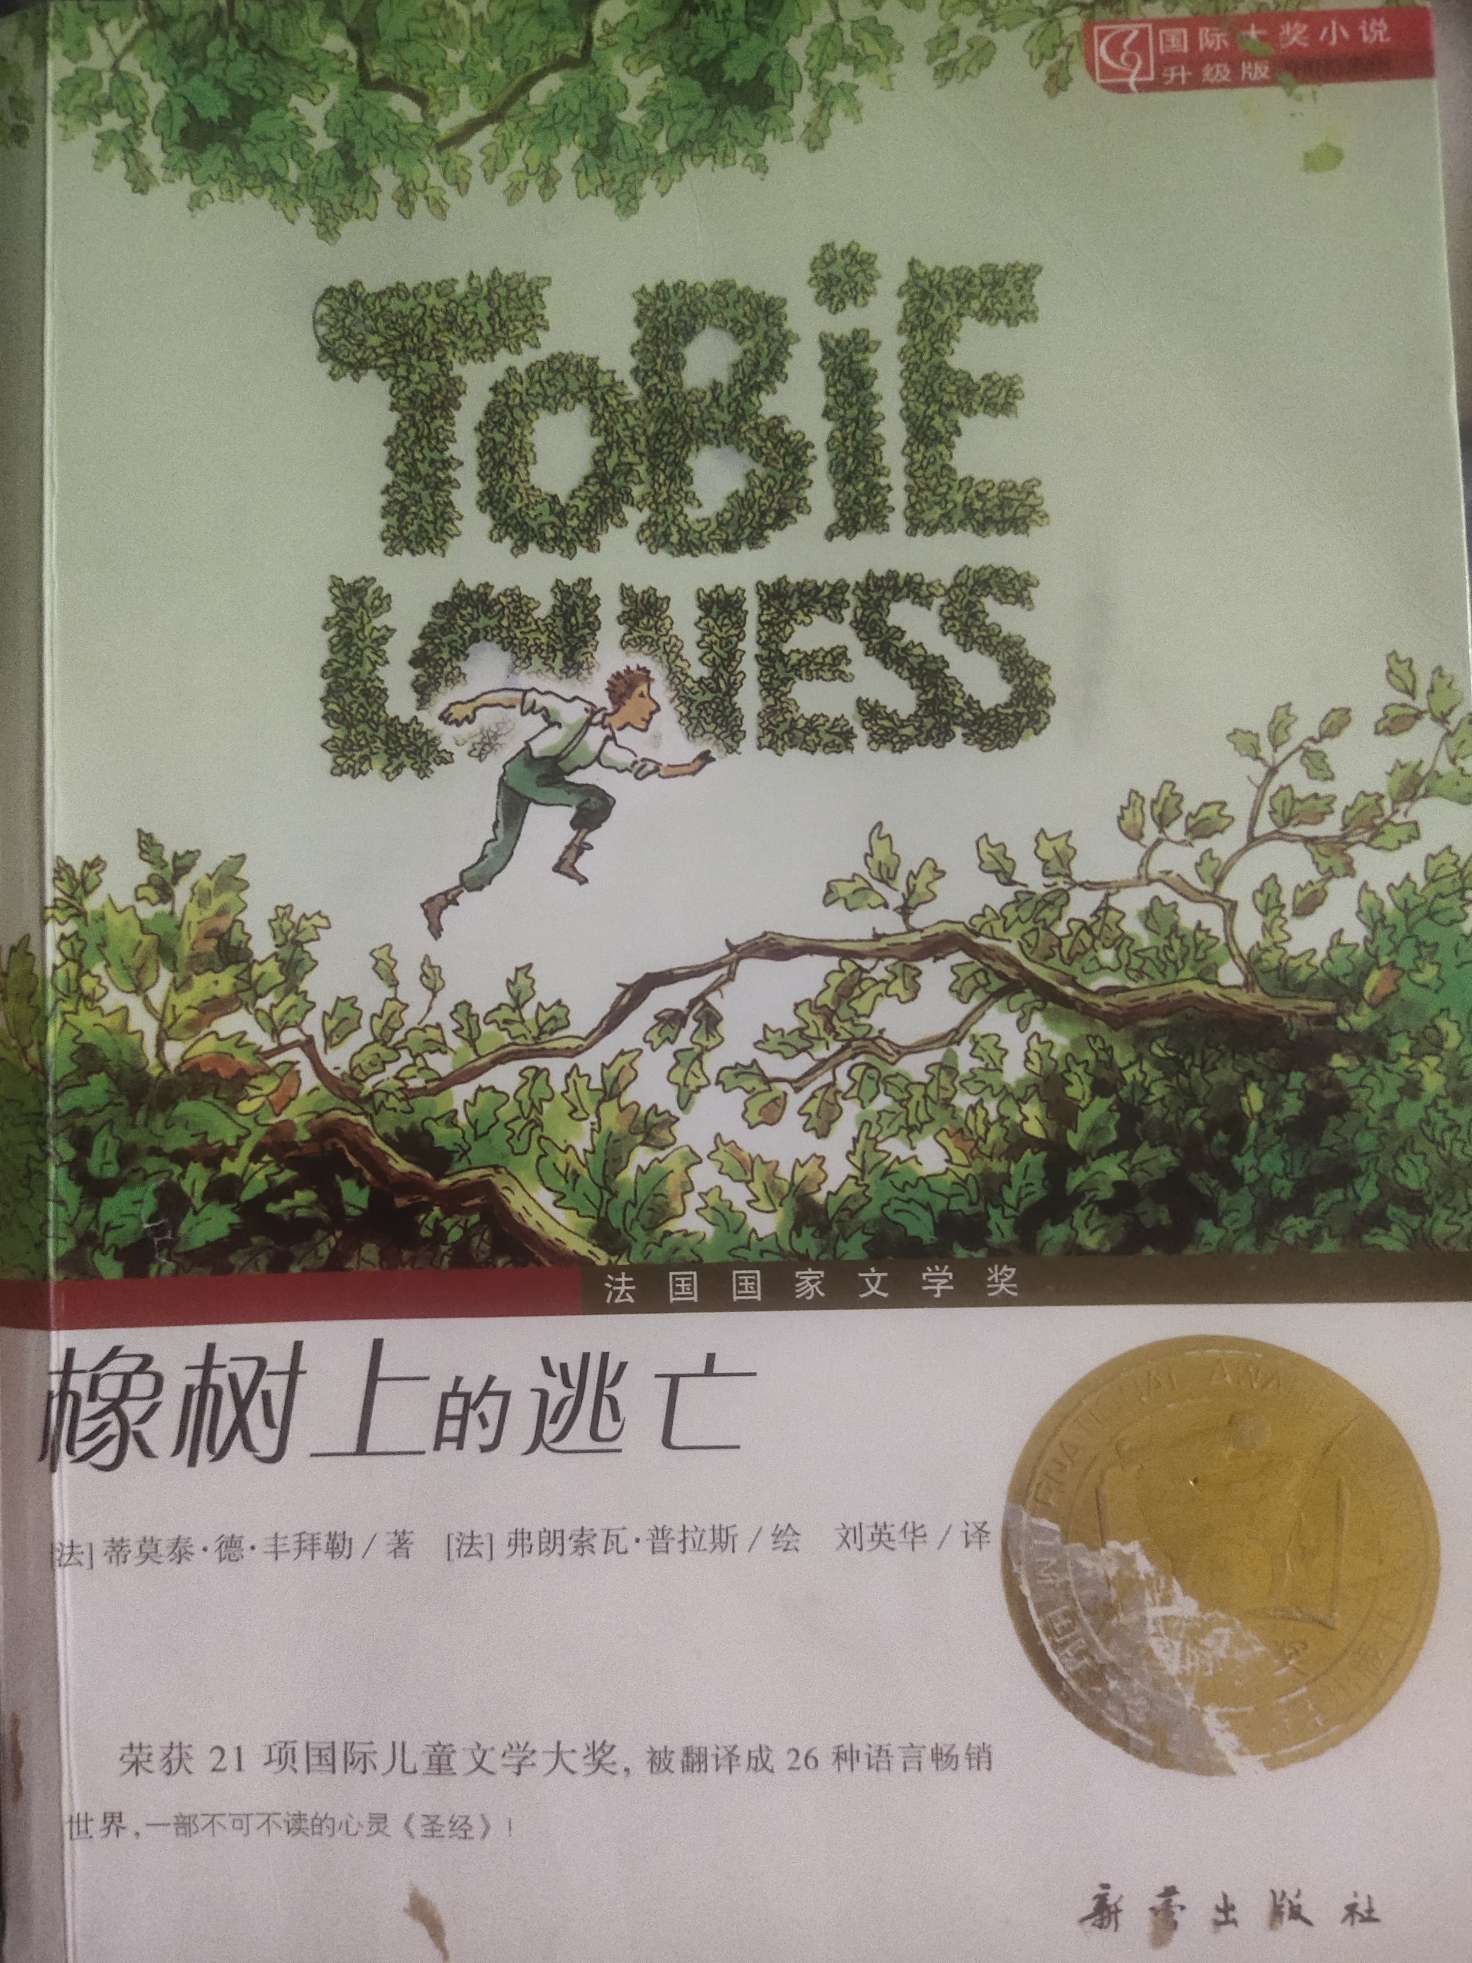 国际大奖小说
升级版
TOBIE
LOLNESS
法国国家文学奖
橡树上的逃亡
[法]蒂莫泰·德·丰拜勒/著 [法]弗朗索瓦·普拉斯/绘 刘英华/译
荣获 21 项国际儿童文学大奖,被翻译成 26 种语言畅销
世界,一部不可不读的心灵《圣经》!
新蕾出版社